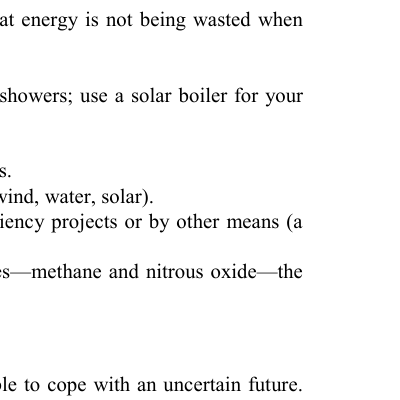 at energy is not being wasted when
showers; use a solar boiler for your
s.
wind, water, solar).
iency projects or by other means (a
es—methane and nitrous oxide—the
ble to cope with an uncertain future.